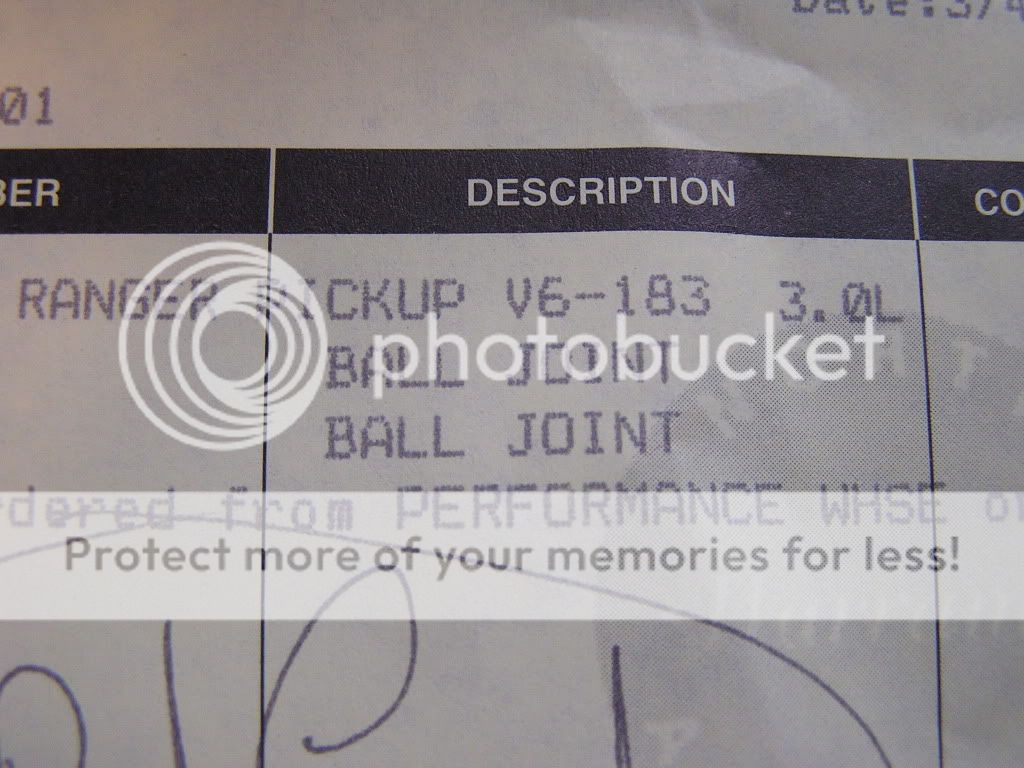 Date:3/4
01
BER DESCRIPTION CO
RANGER PICKUP V6-183 3.0L
photobucket
BALL JOINT
BALL JOINT
dered from PERFORMANCE WHSE o
Protect more of your memories for less!